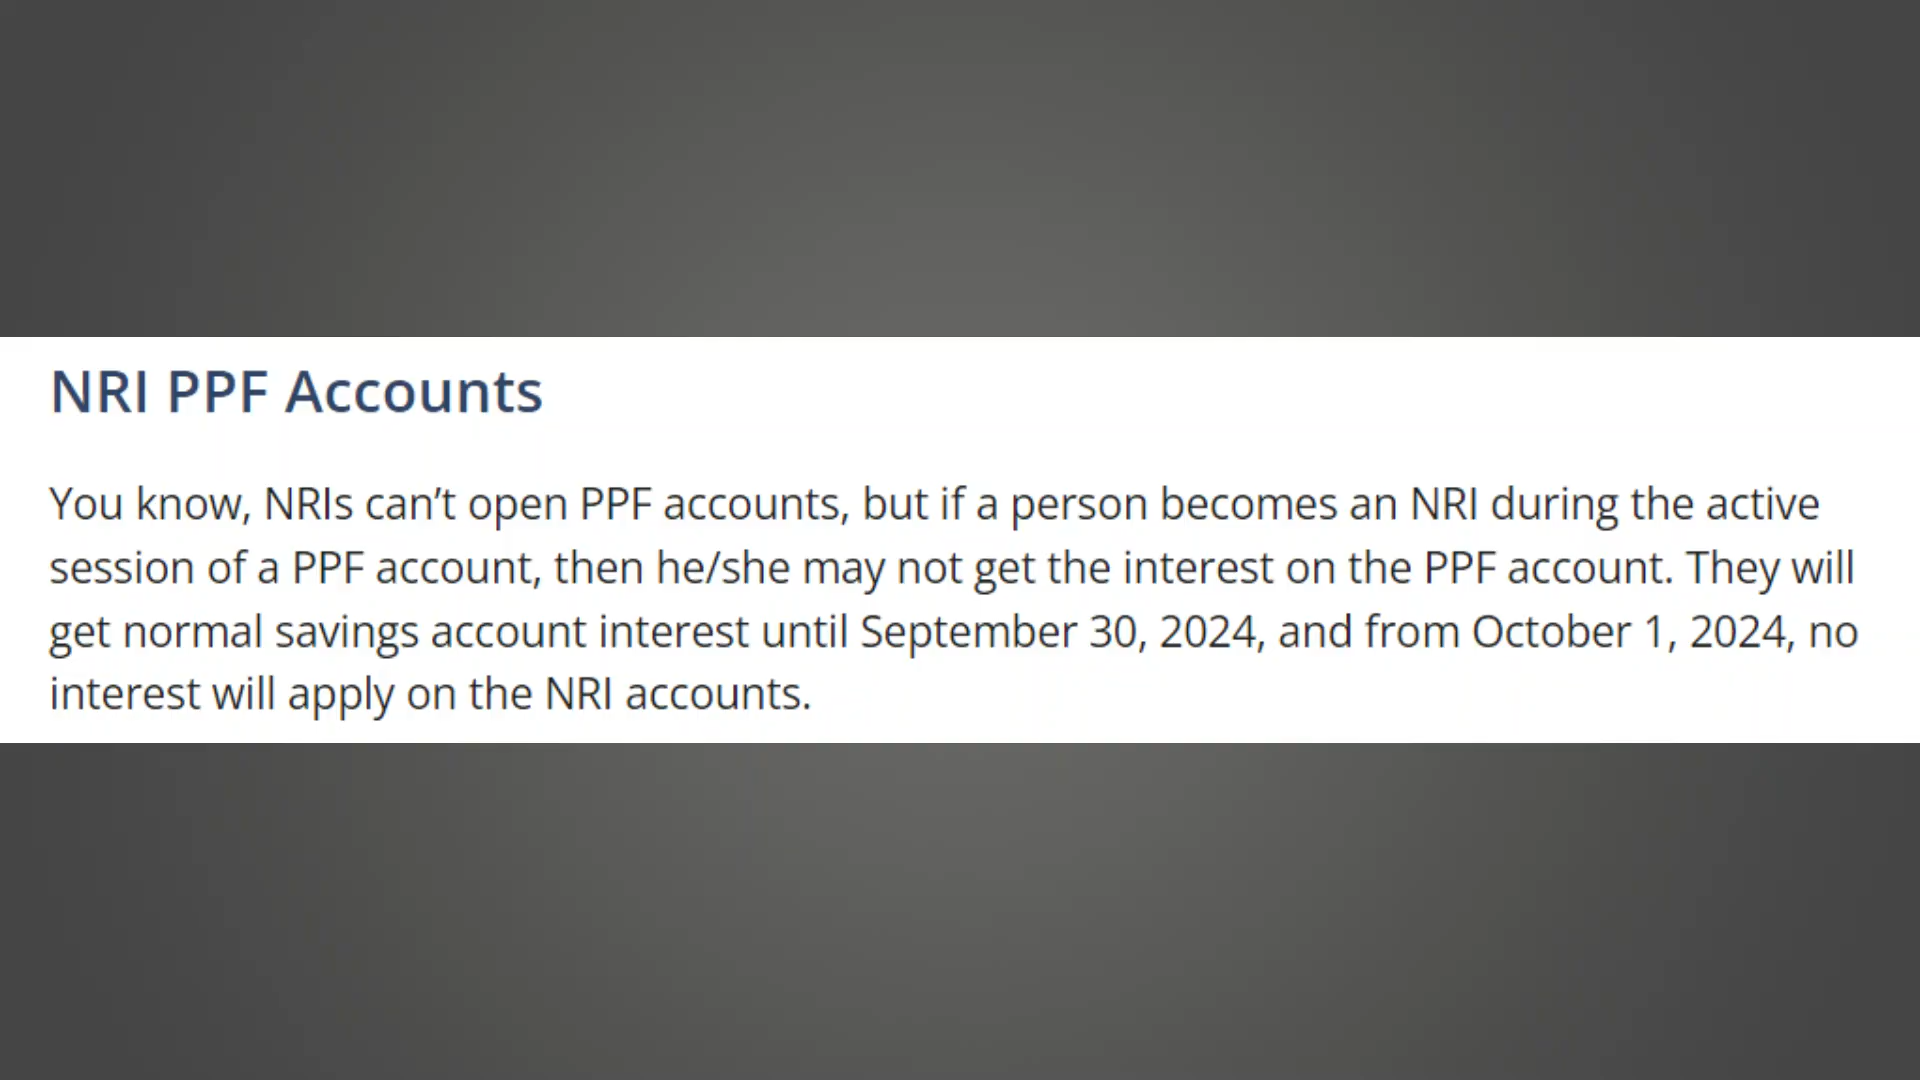 NRI PPF Accounts
You know, NRIs can’t open PPF accounts, but if a person becomes an NRI during the active
session of a PPF account, then he/she may not get the interest on the PPF account. They will
get normal savings account interest until September 30, 2024, and from October 1, 2024, no
interest will apply on the NRI accounts.